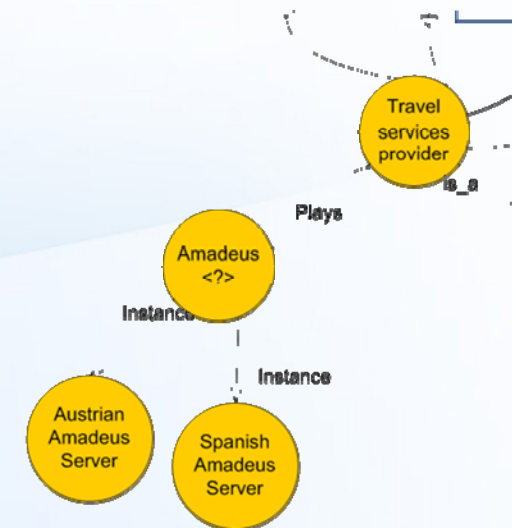 Travel
services
provider
is_a
Plays
Amadeus
<?>
Instance
Instance
Austrian
Amadeus
Server
Spanish
Amadeus
Server